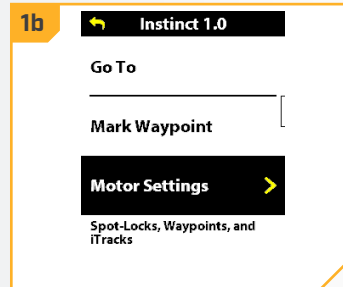 1b
Instinct 1.0
Go To
Mark Waypoint
Motor Settings
Spot-Locks, Waypoints, and
iTracks